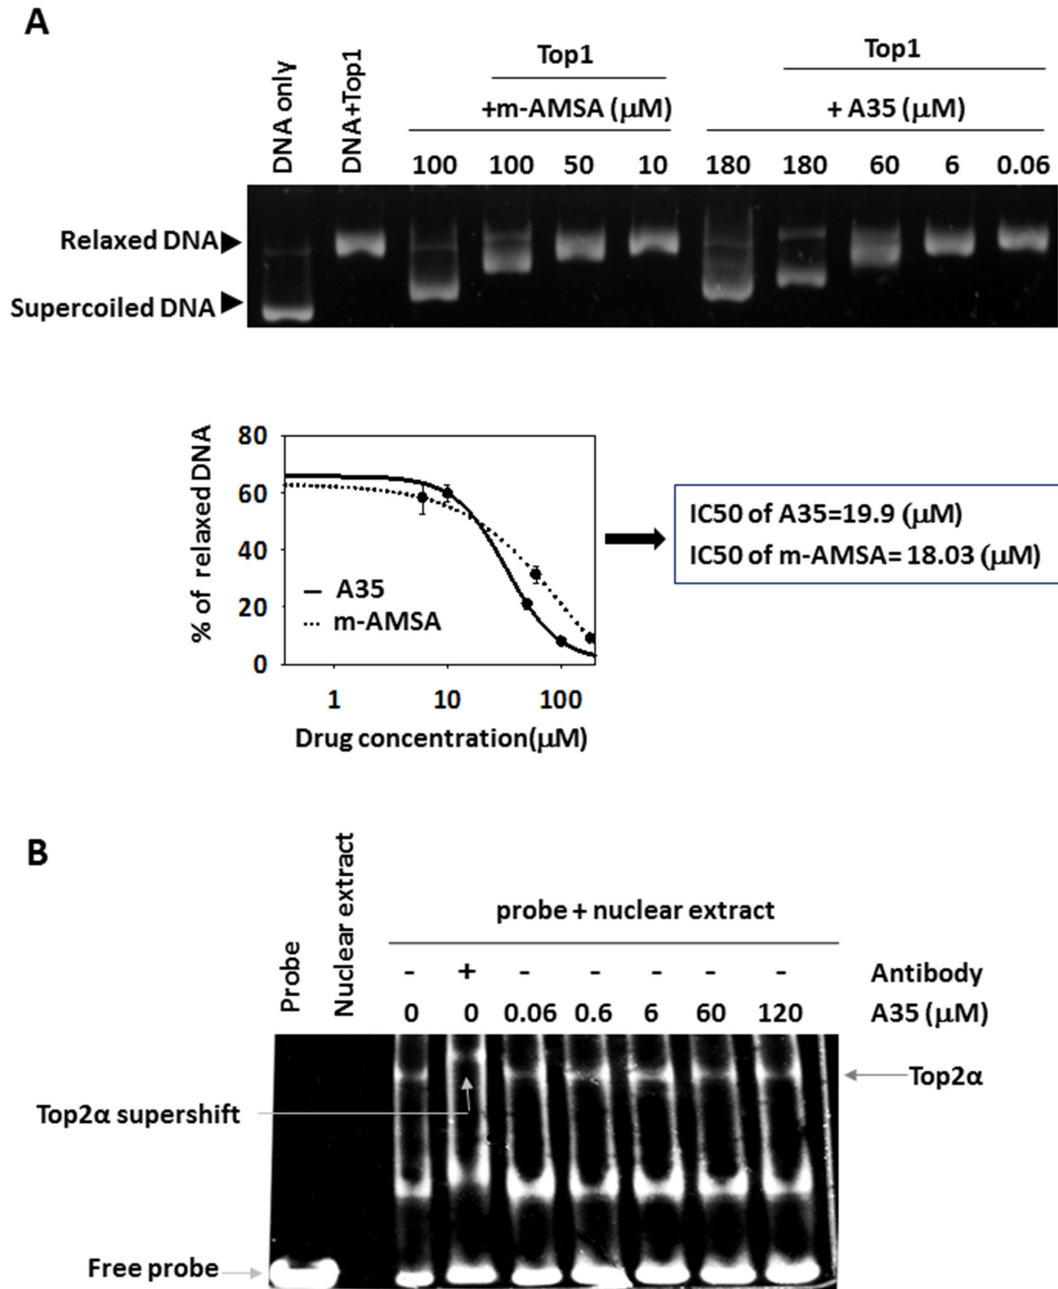 A
DNA only
DNA+Top1
Top1
+m-AMSA (μM)
100 100 50 10
Top1
+ A35 (μM)
180 180 60 6 0.06
Relaxed DNA
Supercoiled DNA
% of relaxed DNA
80
60
40
20
0
A35
m-AMSA
1 10 100
Drug concentration(μM)
IC50 of A35=19.9 (μM)
IC50 of m-AMSA= 18.03 (μM)
B
Probe
Nuclear extract
probe + nuclear extract
- + - - - - - Antibody
0 0 0.06 0.6 6 60 120 A35 (μM)
Top2α
Top2α supershift
Free probe